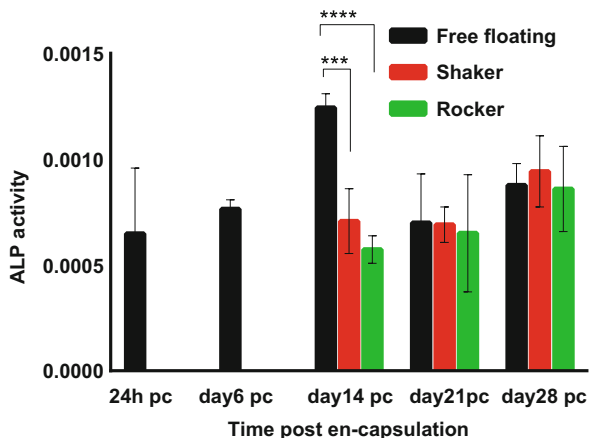 ****
***
Free floating
Shaker
Rocker
ALP activity
0.0015
0.0010
0.0005
0.0000
24h pc
day6 pc
day14 pc
day21pc
day28 pc
Time post en-capsulation